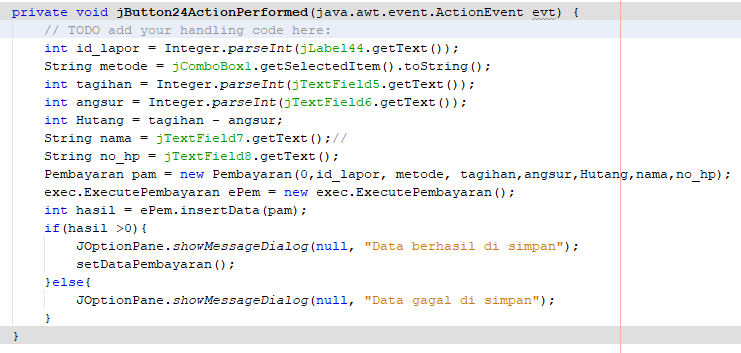 private void jButton24ActionPerformed(java.awt.event.ActionEvent evt) {
// TODO add your handling code here:
int id_lapor = Integer.parseInt(jLabel44.getText());
String metode = jComboBox1.getSelectedItem().toString();
int tagihan = Integer.parseInt(jTextField5.getText());
int angsur = Integer.parseInt(jTextField6.getText());
int Hutang = tagihan - angsur;
String nama = jTextField7.getText();//
String no_hp = jTextField8.getText();
Pembayaran pam = new Pembayaran(0,id_lapor, metode, tagihan,angsur,Hutang,nama,no_hp);
exec.ExecutePembayaran ePem = new exec.ExecutePembayaran();
int hasil = ePem.insertData(pam);
if(hasil >0){
JOptionPane.showMessageDialog(null, "Data berhasil di simpan");
setDataPembayaran();
}else{
JOptionPane.showMessageDialog(null, "Data gagal di simpan");
}
}